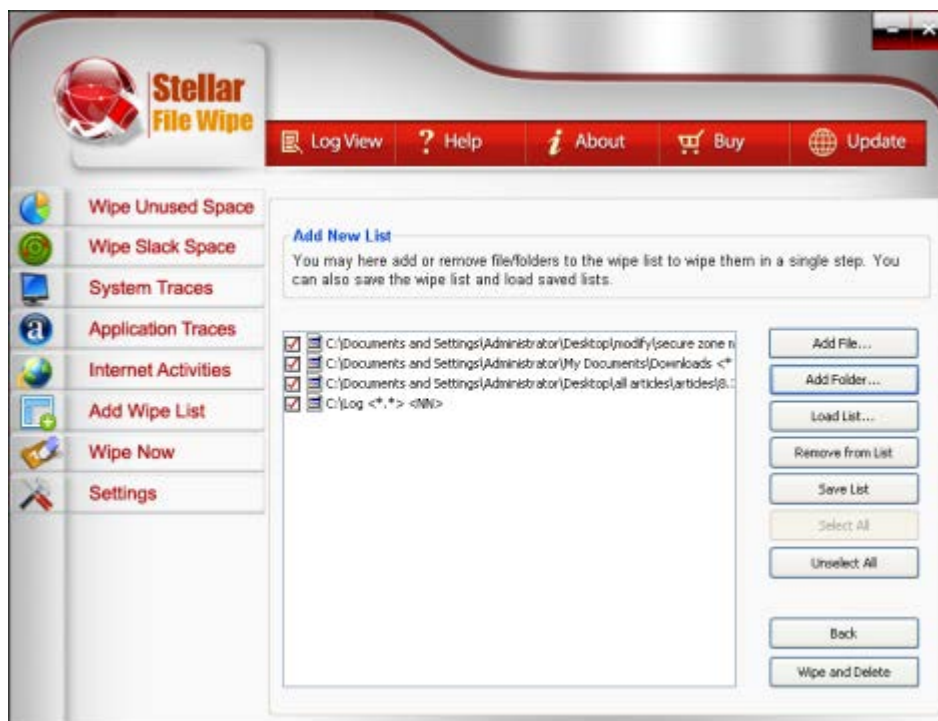 Stellar
File Wipe
Log View
? Help
i About
Buy
Update
Wipe Unused Space
Wipe Slack Space
System Traces
Application Traces
Internet Activities
Add Wipe List
Wipe Now
Settings
Add New List
You may here add or remove file/folders to the wipe list to wipe them in a single step. You
can also save the wipe list and load saved lists.
C:\Documents and Settings\Administrator\Desktop\modify\secure zone n
C:\Documents and Settings\Administrator\My Documents\Downloads <*
C:\Documents and Settings\Administrator\Desktop\all articles\articles\8.
C:\Log <*.*> <NN>
Add File...
Add Folder...
Load List...
Remove from List
Save List
Select All
Unselect All
Back
Wipe and Delete